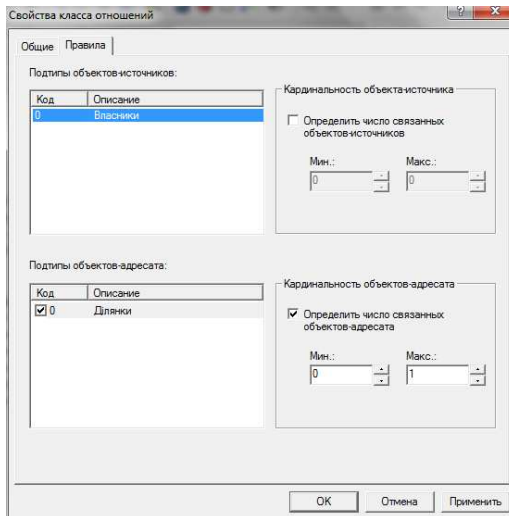 Свойства класса отношений
Общие Правила
Подтипы объектов-источников:
Код Описание
0 Власники
Кардинальность объекта-источника
Определить число связанных
объектов-источников
Мин.: Макс.:
0 0
Подтипы объектов-адресата:
Код Описание
0 Ділянки
Кардинальность объектов-адресата
Определить число связанных
объектов-адресата
Мин.: Макс.:
0 1
OK Отмена Применить